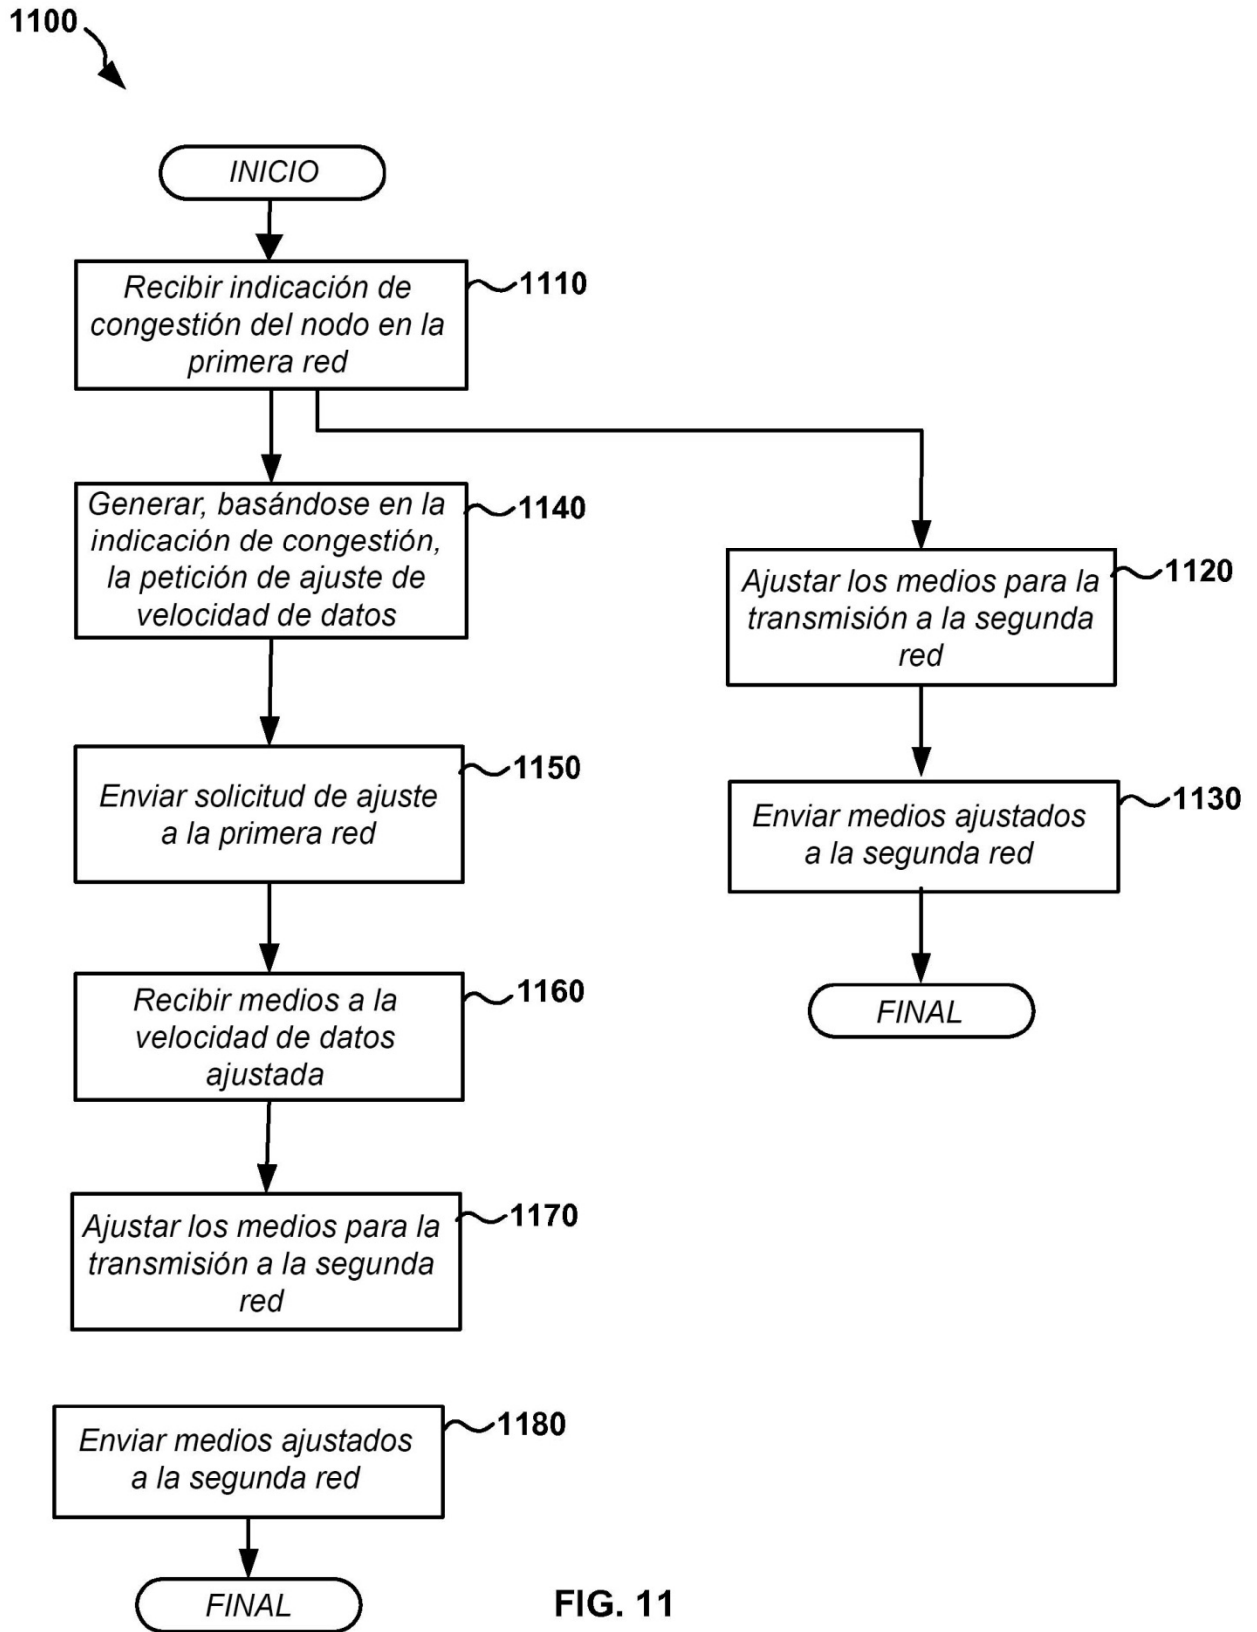 1100
INICIO
Recibir indicación de
congestión del nodo en la
primera red
1110
Generar, basándose en la
indicación de congestión,
la petición de ajuste de
velocidad de datos
1140
Ajustar los medios para la
transmisión a la segunda
red
1120
Enviar solicitud de ajuste
a la primera red
1150
Enviar medios ajustados
a la segunda red
1130
Recibir medios a la
velocidad de datos
ajustada
1160
FINAL
Ajustar los medios para la
transmisión a la segunda
red
1170
Enviar medios ajustados
a la segunda red
1180
FINAL
FIG. 11